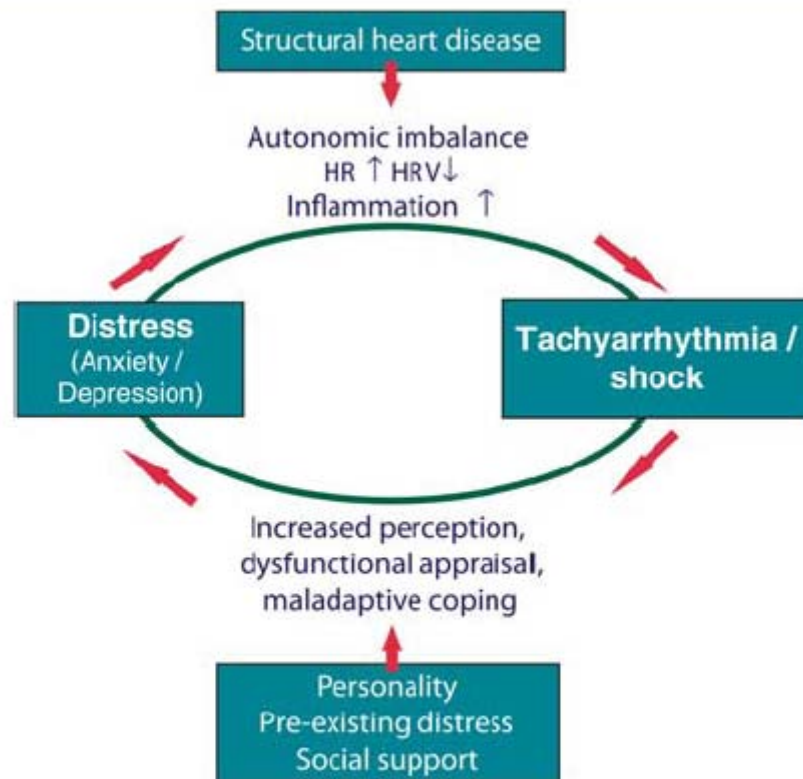 Structural heart disease
Autonomic imbalance
HR ↑ HRV↓
Inflammation ↑
Distress
(Anxiety /
Depression)
Tachyarrhythmia /
shock
Increased perception,
dysfunctional appraisal,
maladaptive coping
Personality
Pre-existing distress
Social support